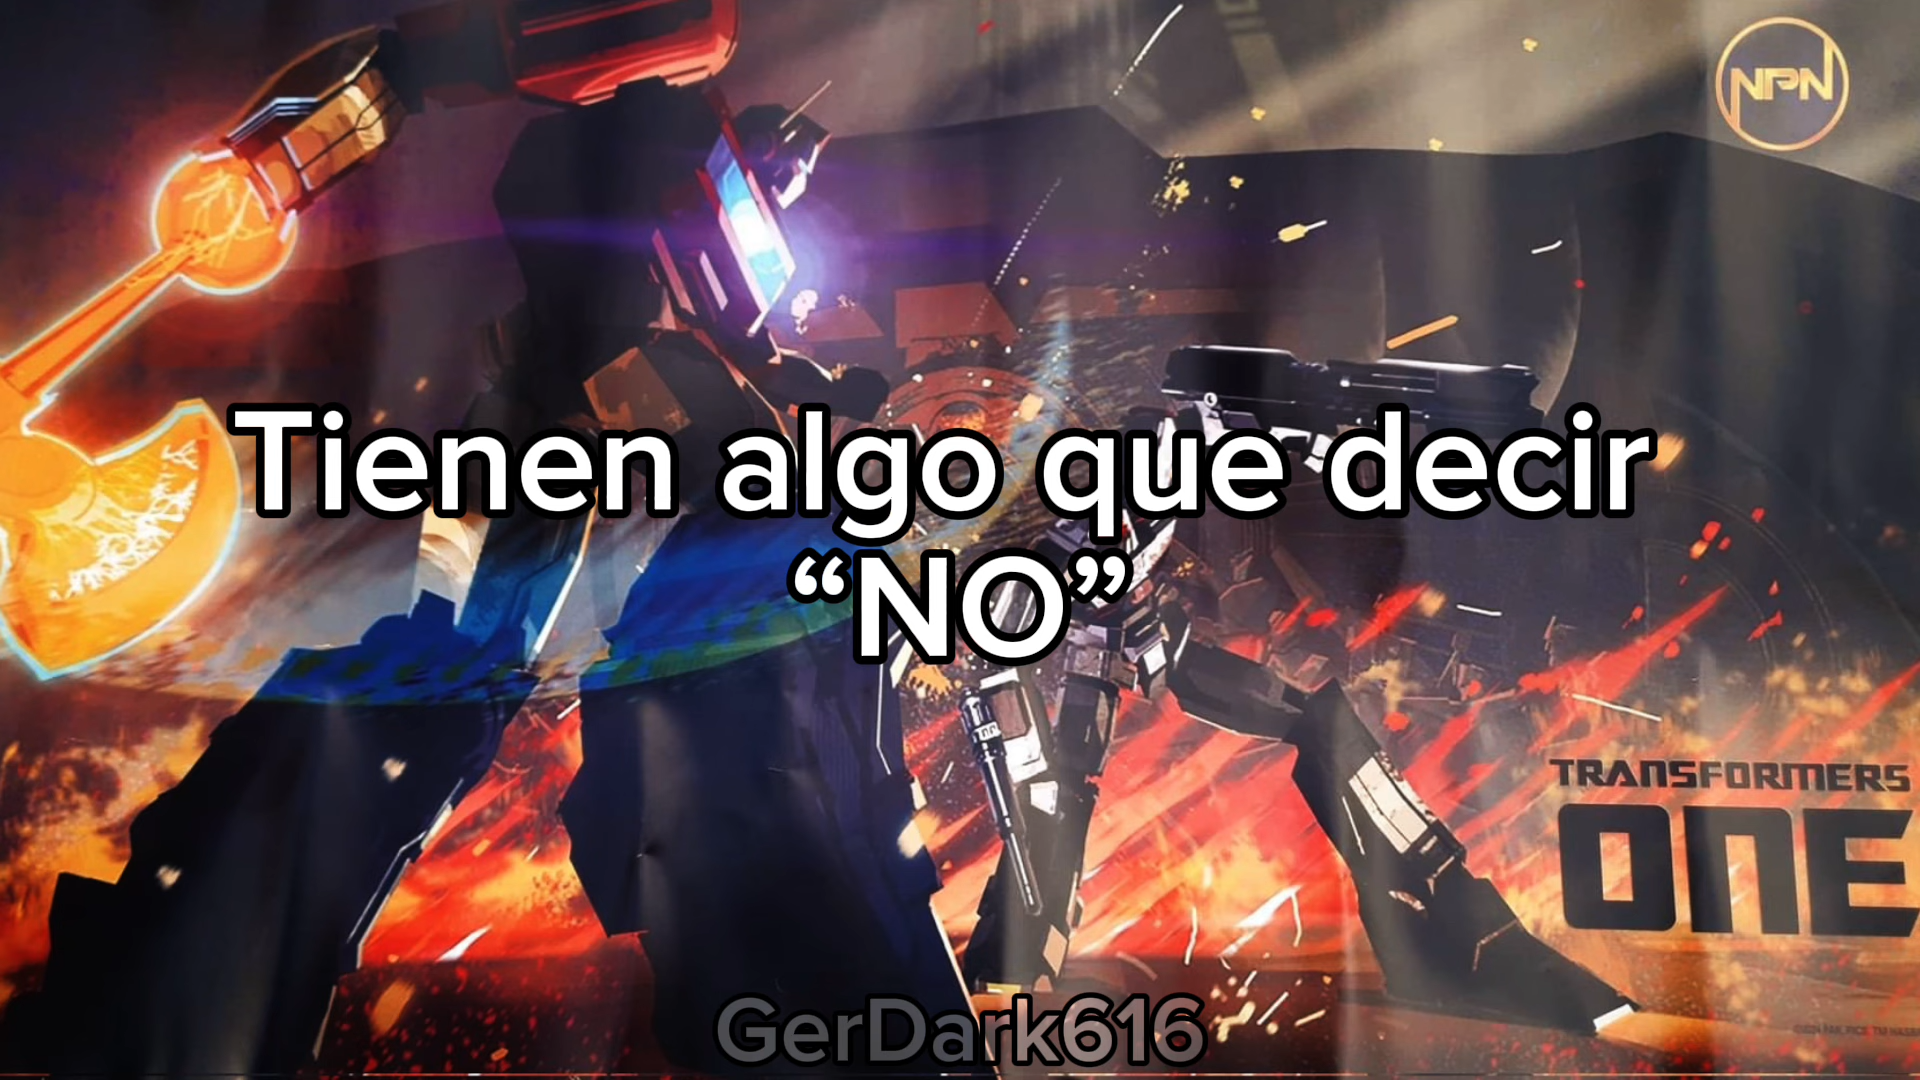 NPN
Tienen algo que decir
“NO”
TRANSFORMERS
ONE
GerDark616